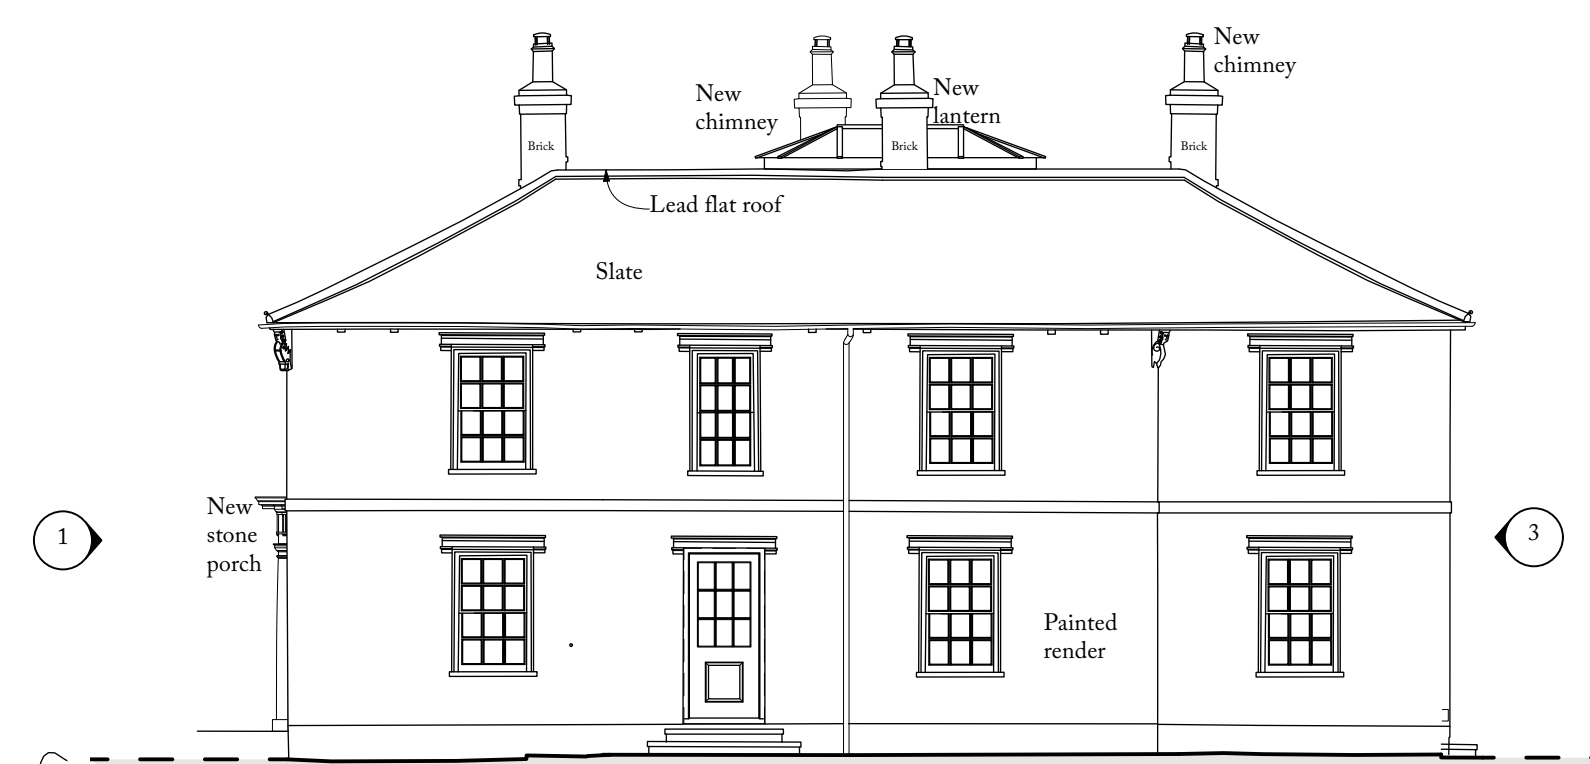 New
chimney
New
chimney
New
lantern
Brick
Brick
Brick
Lead flat roof
Slate
New
stone
porch
1
3
Painted
render